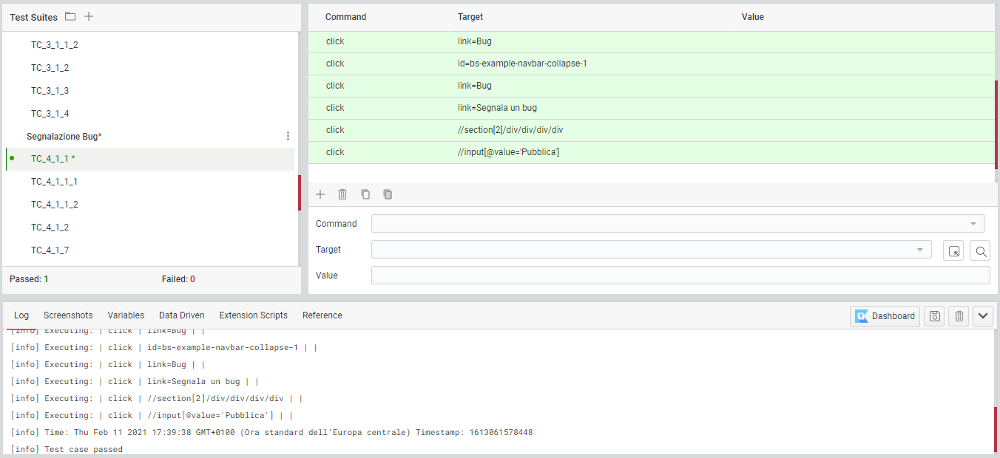 Test Suites
TC_3_1_1_2
TC_3_1_2
TC_3_1_3
TC_3_1_4
Segnalazione Bug*
TC_4_1_1 *
TC_4_1_1_1
TC_4_1_1_2
TC_4_1_2
TC_4_1_7
Passed: 1 Failed: 0
Command Target Value
click link=Bug
click id=bs-example-navbar-collapse-1
click link=Bug
click link=Segnala un bug
click //section[2]/div/div/div/div
click //input[@value='Pubblica']
Command
Target
Value
Log Screenshots Variables Data Driven Extension Scripts Reference Dashboard
[info] Executing: | click | link=Bug | |
[info] Executing: | click | id=bs-example-navbar-collapse-1 | |
[info] Executing: | click | link=Bug | |
[info] Executing: | click | link=Segnala un bug | |
[info] Executing: | click | //section[2]/div/div/div/div | |
[info] Executing: | click | //input[@value='Pubblica'] | |
[info] Time: Thu Feb 11 2021 17:39:38 GMT+0100 (Ora standard dell'Europa centrale) Timestamp: 1613061578448
[info] Test case passed